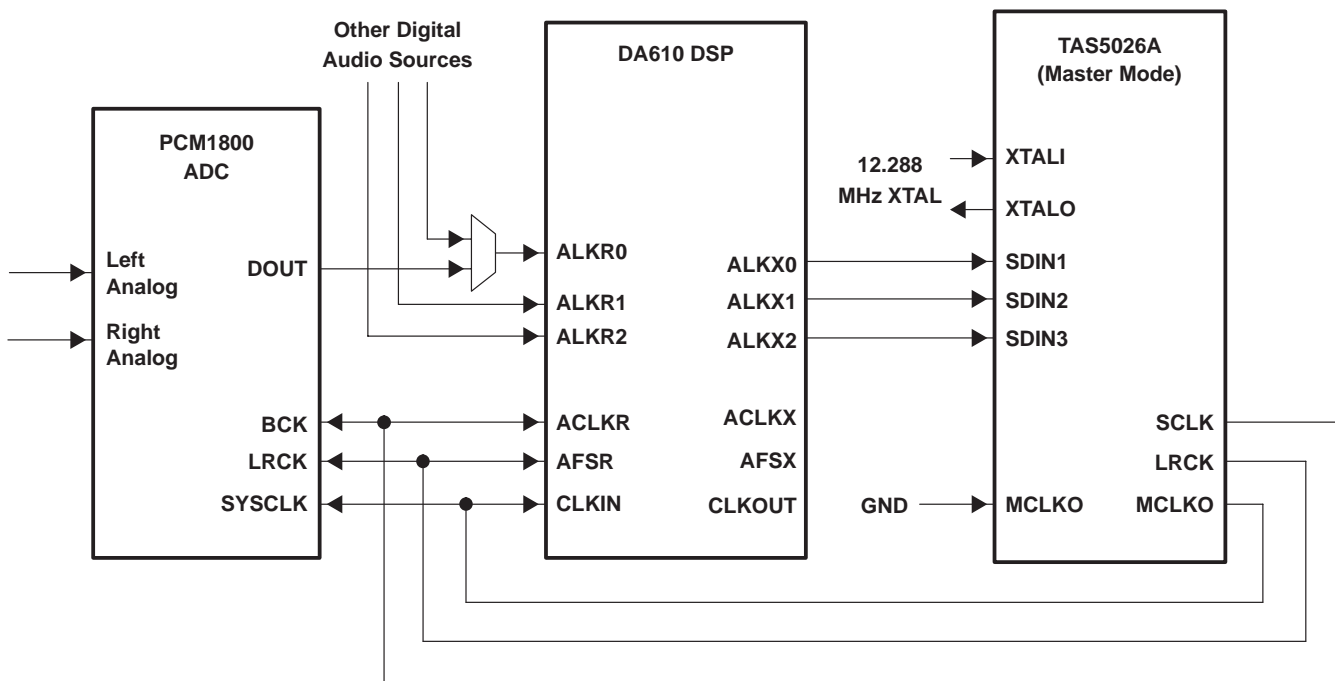 Other Digital
Audio Sources
PCM1800
ADC
Left
Analog
Right
Analog
DOUT
BCK
LRCK
SYSCLK
DA610 DSP
ALKR0
ALKR1
ALKR2
ACLKR
AFSR
CLKIN
ALKX0
ALKX1
ALKX2
ACLKX
AFSX
CLKOUT
12.288
MHz XTAL
GND
TAS5026A
(Master Mode)
XTALI
XTALO
SDIN1
SDIN2
SDIN3
MCLKO
SCLK
LRCK
MCLKO